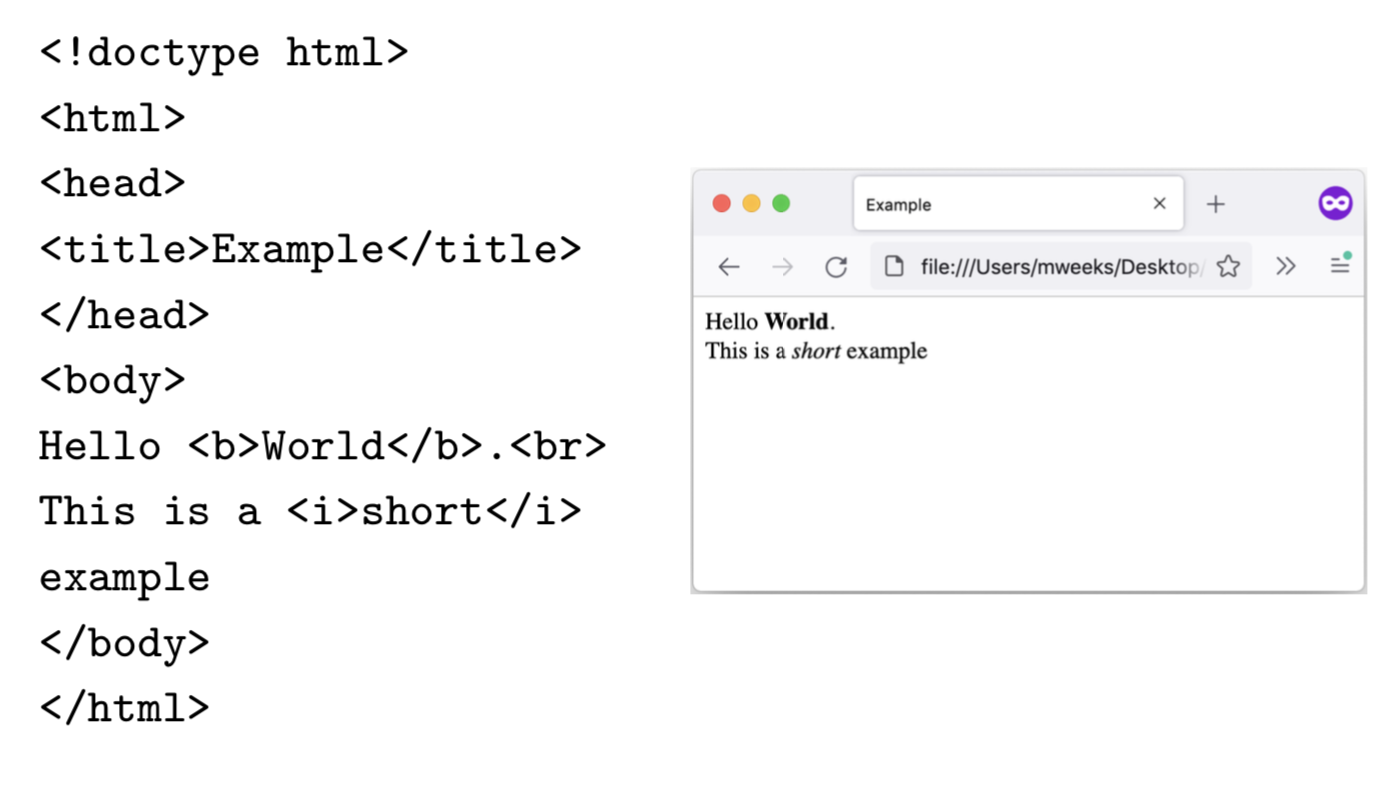 <!doctype html>
<html>
<head>
<title>Example</title>
</head>
<body>
Hello <b>World</b>.<br>
This is a <i>short</i>
example
</body>
</html>
Example
file:///Users/mweeks/Desktop/
Hello World.
This is a short example